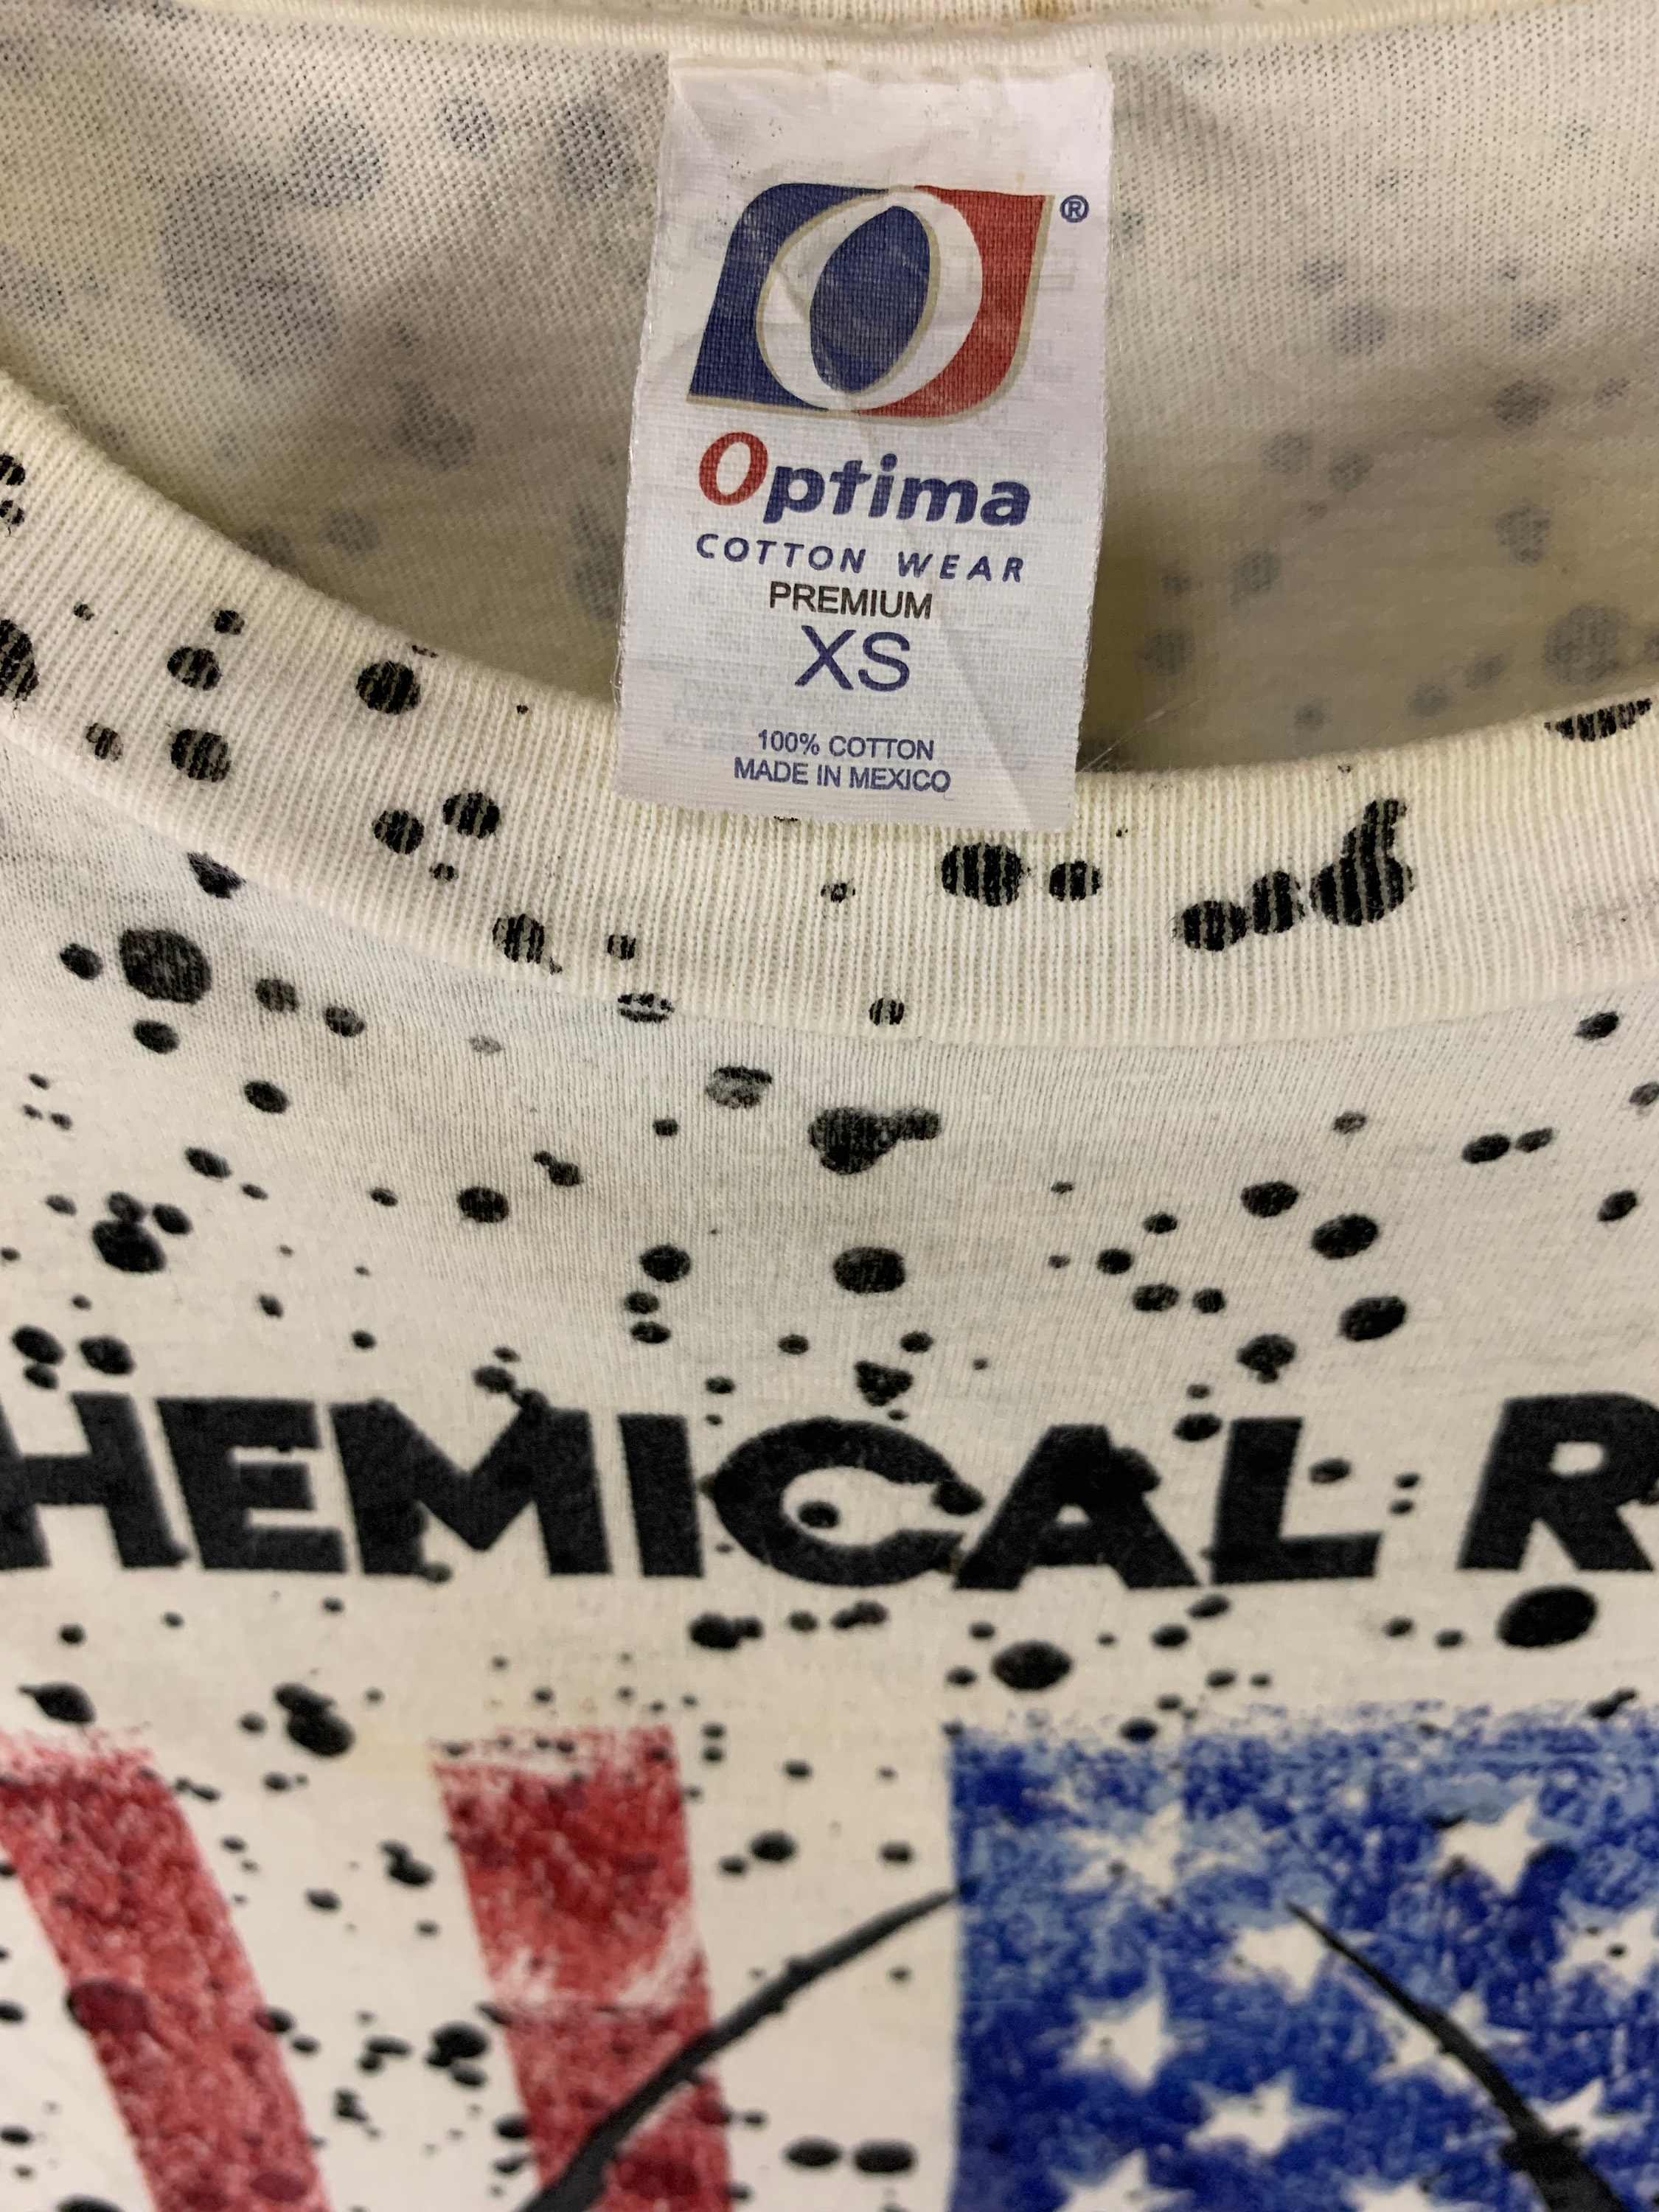 ®
Optima
COTTON WEAR
PREMIUM
XS
100% COTTON
MADE IN MEXICO
HEMICAL R